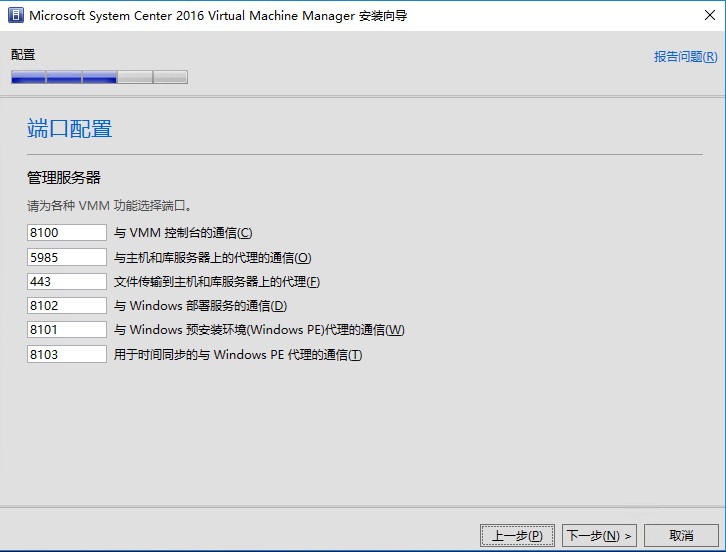 Microsoft System Center 2016 Virtual Machine Manager 安装向导
配置
报告问题(R)
端口配置
管理服务器
请为各种 VMM 功能选择端口。
8100 与 VMM 控制台的通信(C)
5985 与主机和库服务器上的代理的通信(O)
443 文件传输到主机和库服务器上的代理(F)
8102 与 Windows 部署服务的通信(D)
8101 与 Windows 预安装环境(Windows PE)代理的通信(W)
8103 用于时间同步的与 Windows PE 代理的通信(T)
上一步(P) 下一步(N) > 取消